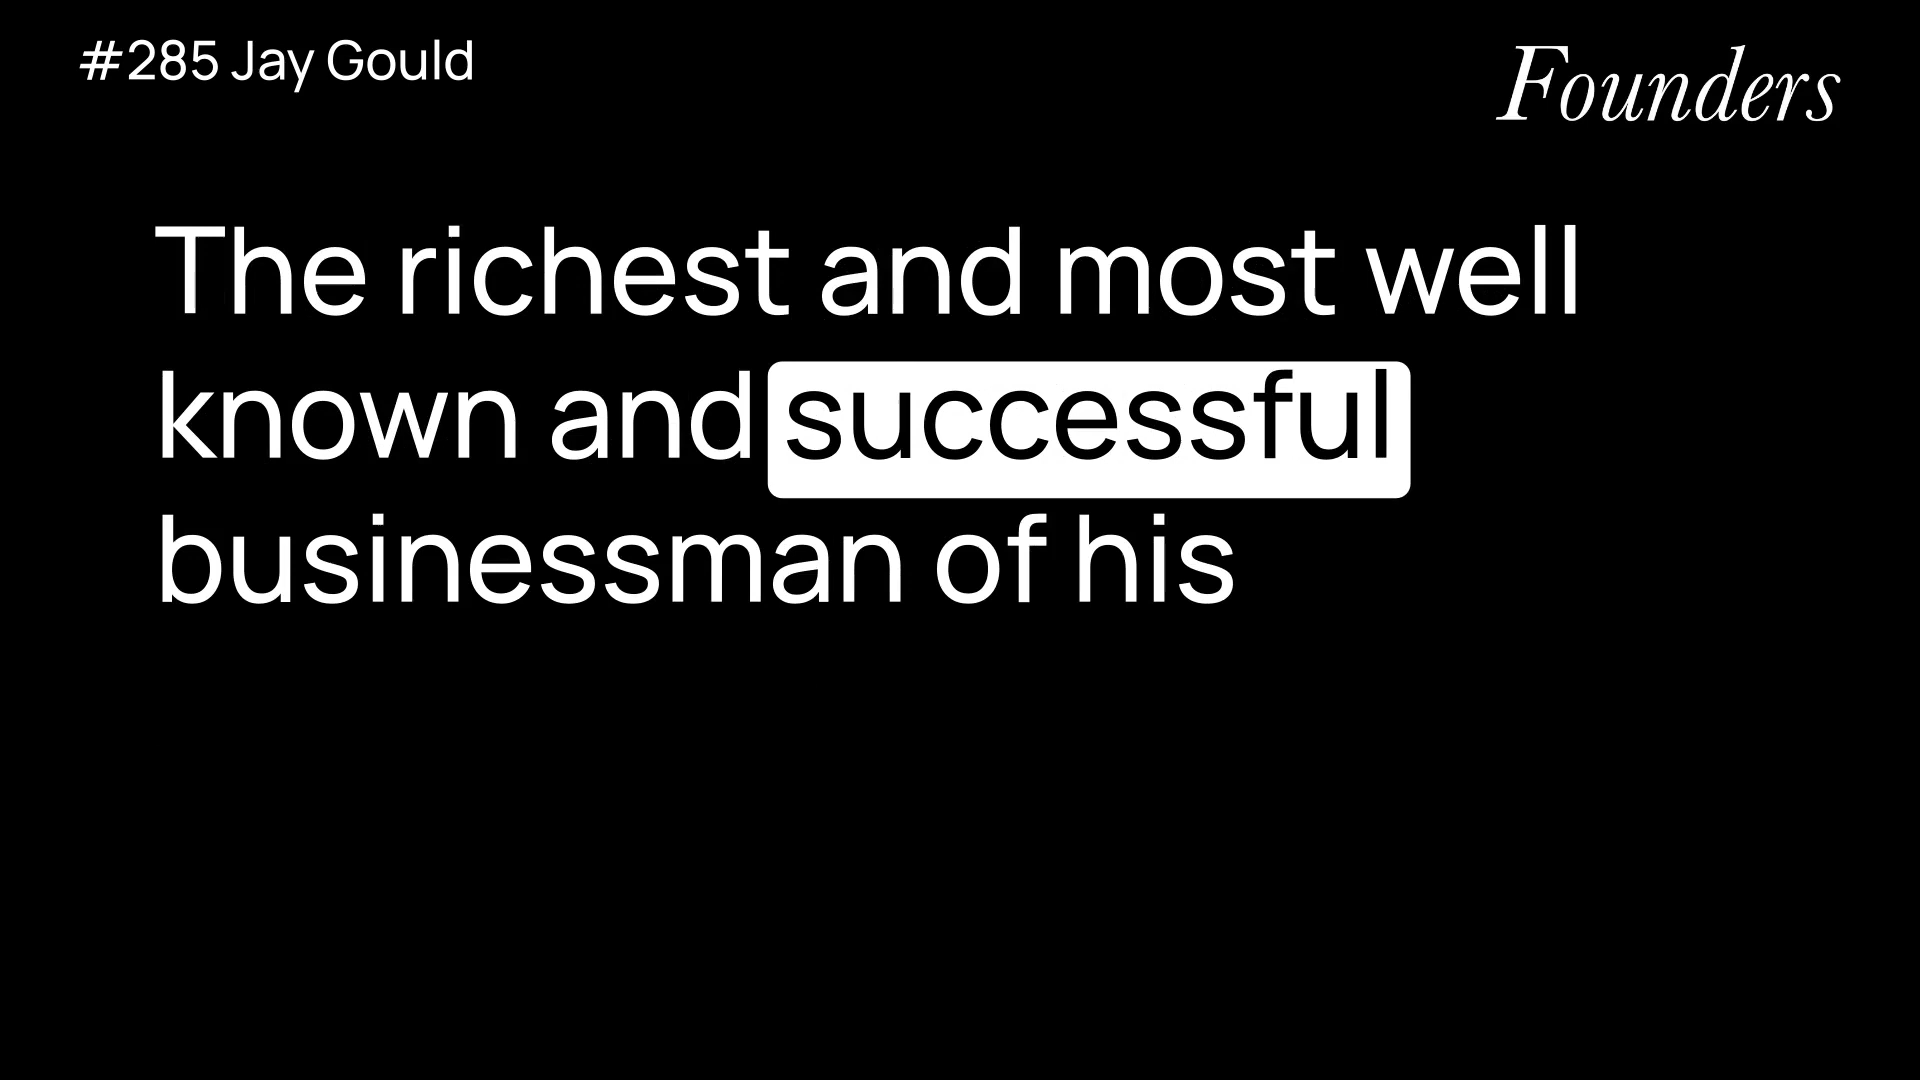 #285 Jay Gould
Founders
The richest and most well
known and successful
businessman of his